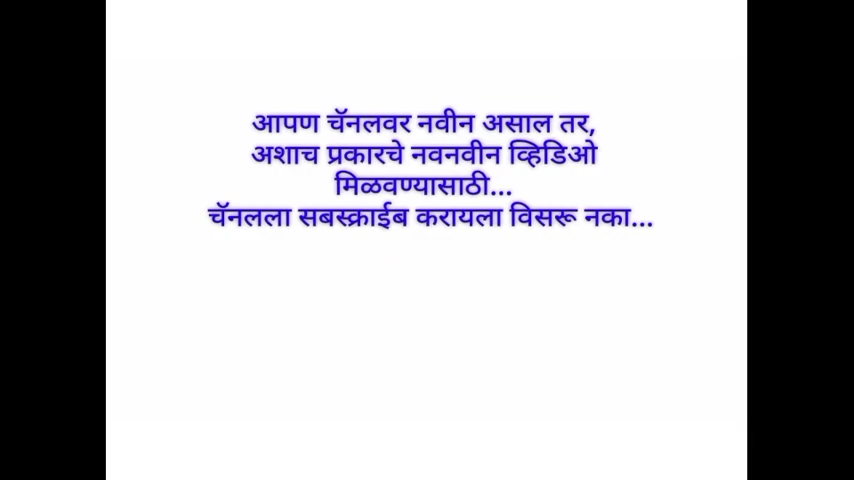 आपण चॅनलवर नवीन असाल तर,
अशाच प्रकारचे नवनवीन व्हिडिओ
मिळवण्यासाठी...
चॅनलला सबस्क्राईब करायला विसरू नका...